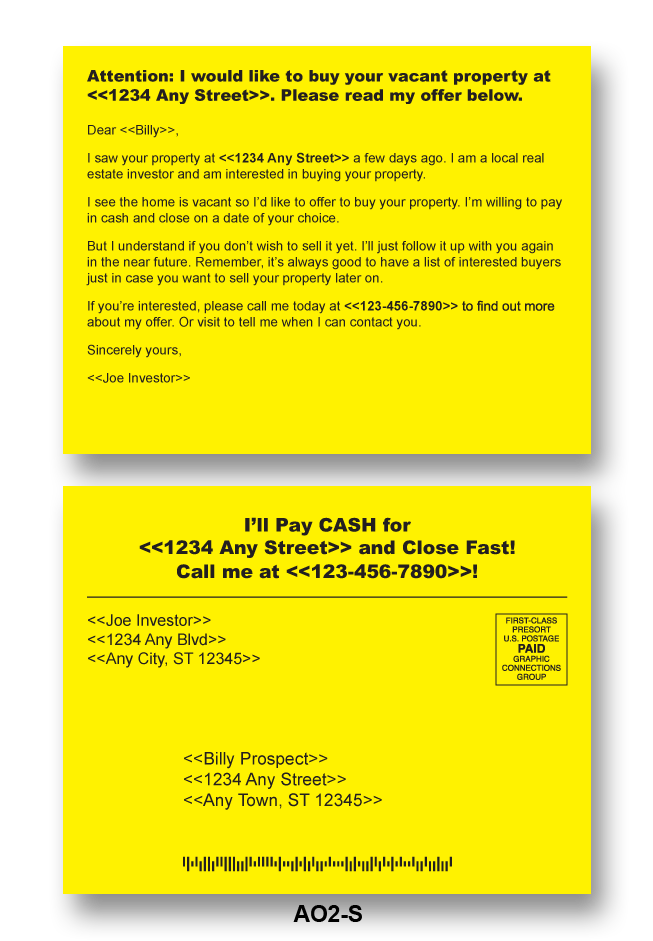 Attention: I would like to buy your vacant property at
<<1234 Any Street>>. Please read my offer below.
Dear <<Billy>>,
I saw your property at <<1234 Any Street>> a few days ago. I am a local real
estate investor and am interested in buying your property.
I see the home is vacant so I'd like to offer to buy your property. I'm willing to pay
in cash and close on a date of your choice.
But I understand if you don't wish to sell it yet. I'll just follow it up with you again
in the near future. Remember, it's always good to have a list of interested buyers
just in case you want to sell your property later on.
If you're interested, please call me today at <<123-456-7890>> to find out more
about my offer. Or visit to tell me when I can contact you.
Sincerely yours,
<<Joe Investor>>
I'll Pay CASH for
<<1234 Any Street>> and Close Fast!
Call me at <<123-456-7890>>!
<<Joe Investor>>
<<1234 Any Blvd>>
<<Any City, ST 12345>>
FIRST-CLASS
PRESORT
U.S. POSTAGE
PAID
GRAPHIC
CONNECTIONS
GROUP
<<Billy Prospect>>
<<1234 Any Street>>
<<Any Town, ST 12345>>
AO2-S